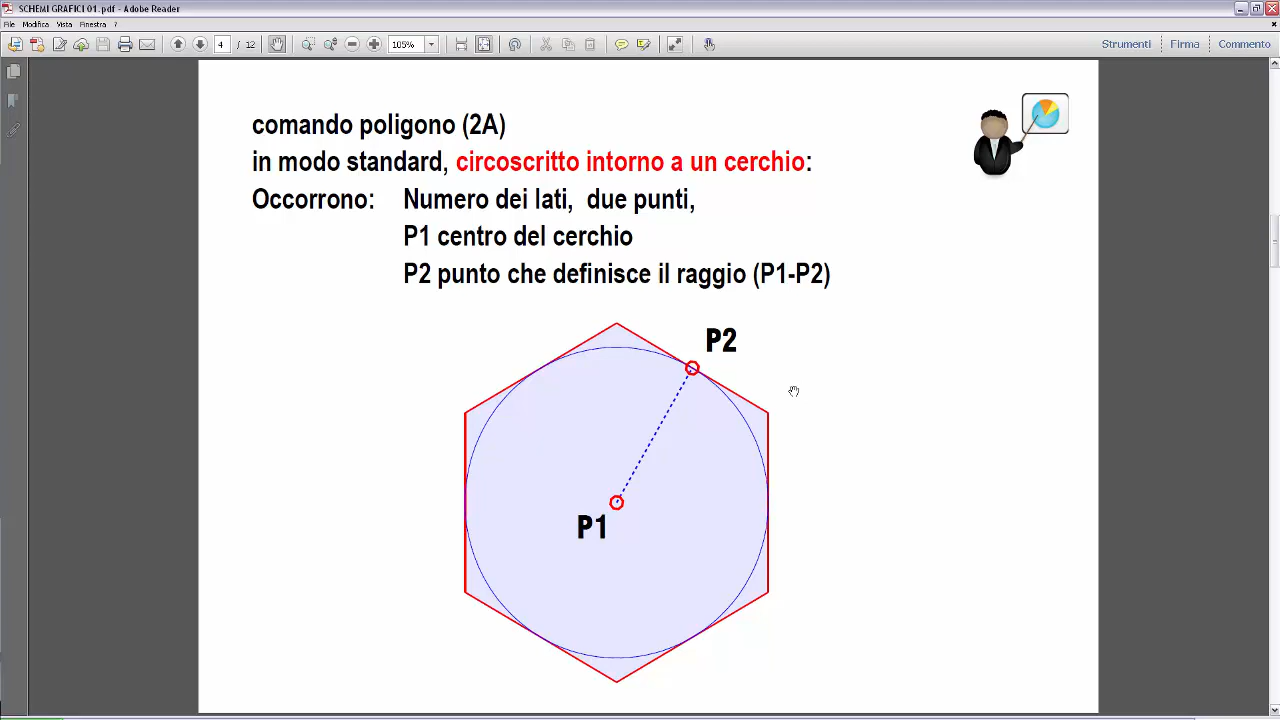 SCHEMI GRAFICI 01.pdf - Adobe Reader
File Modifica Vista Finestra ?
4 / 12 105% Strumenti Firma Commento
comando poligono (2A)
in modo standard, circoscritto intorno a un cerchio:
Occorrono: Numero dei lati, due punti,
P1 centro del cerchio
P2 punto che definisce il raggio (P1-P2)
P2
P1